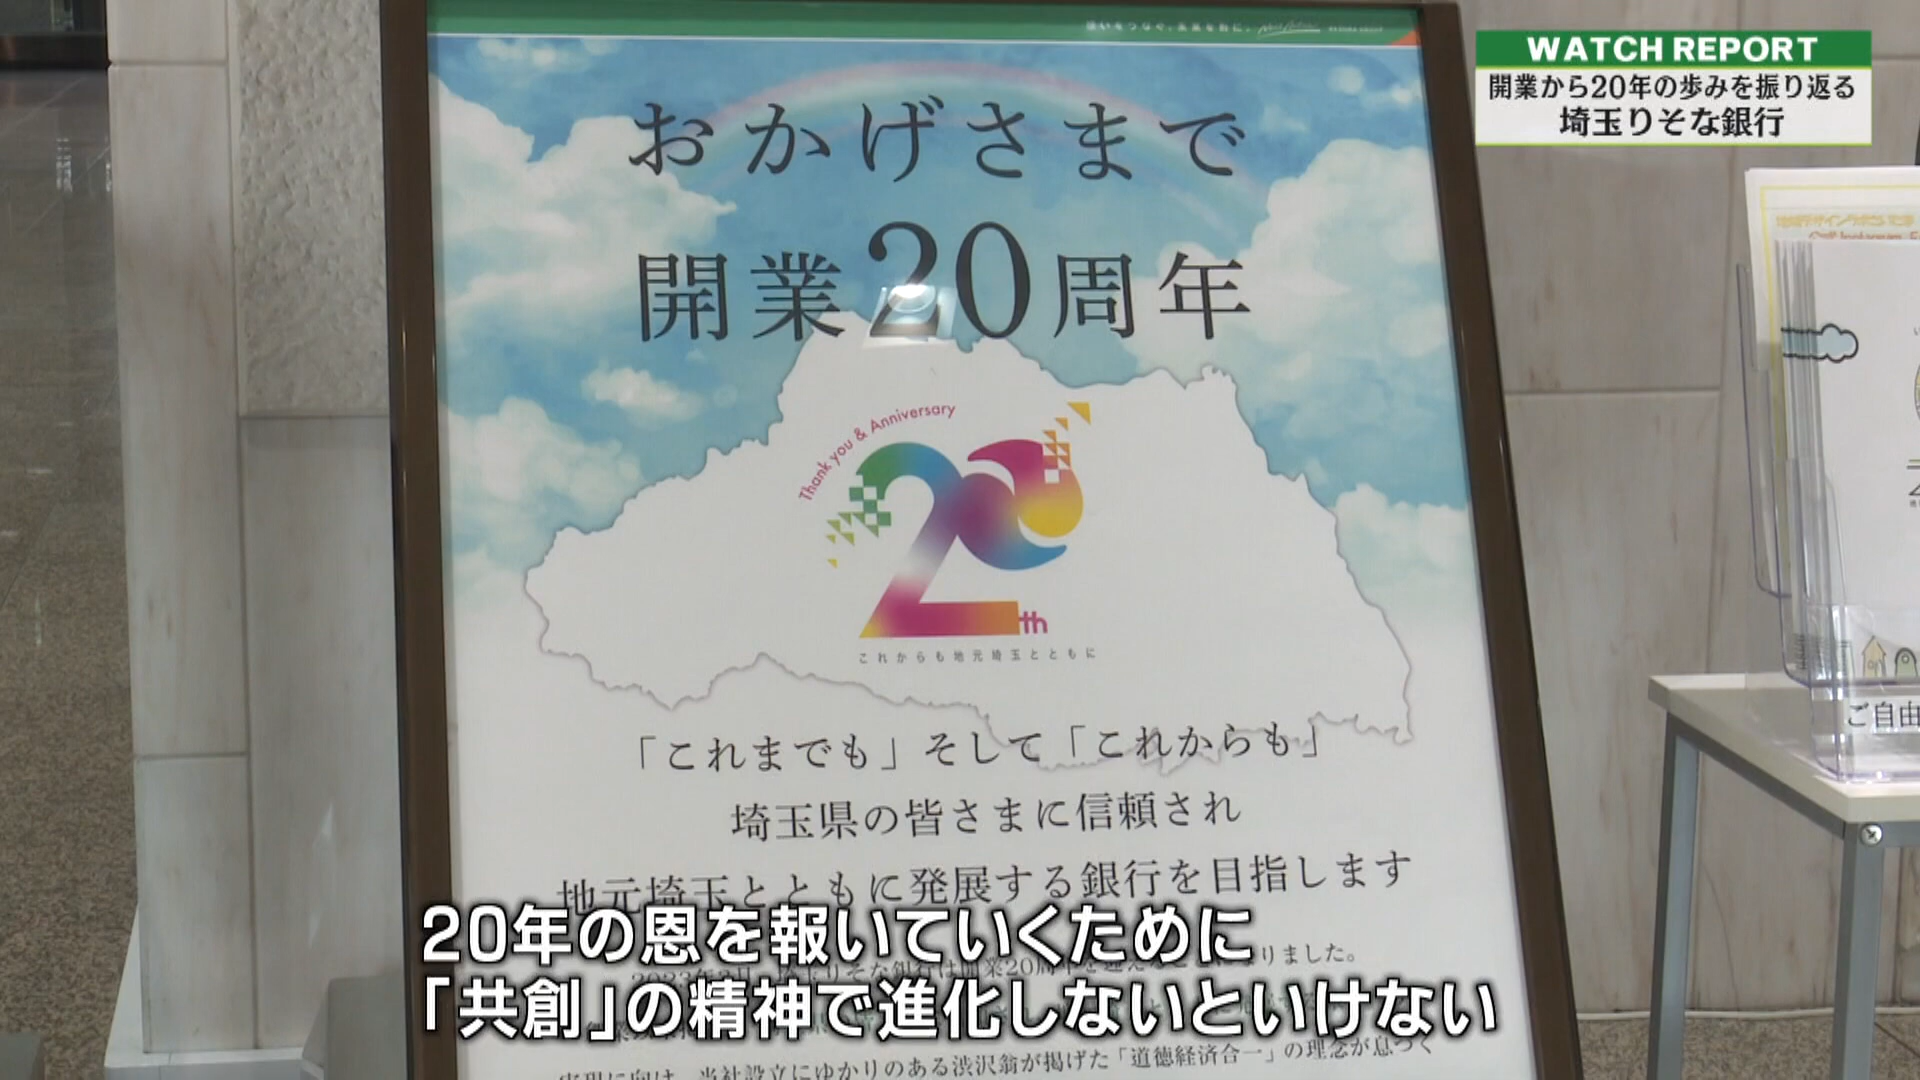 WATCH REPORT
開業から20年の歩みを振り返る
埼玉りそな銀行
おかげさまで
開業20周年
Thank you & Anniversary
20th
これからも地元埼玉とともに
「これまでも」そして「これからも」
埼玉県の皆さまに信頼され
地元埼玉とともに発展する銀行を目指します
りました。
当社設立にゆかりのある渋沢翁が掲げた「道徳経済合一」の理念が息づく
ご自由
20年の恩を報いていくために
「共創」の精神で進化しないといけない